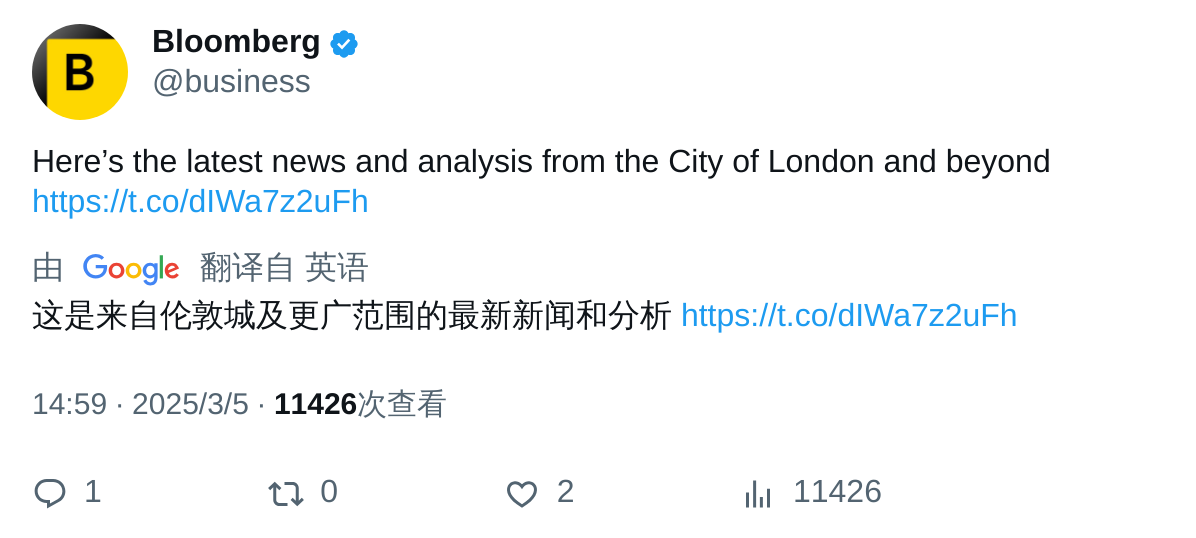 B
Bloomberg
@business
Here’s the latest news and analysis from the City of London and beyond
https://t.co/dIWa7z2uFh
由 Google 翻译自 英语
这是来自伦敦城及更广范围的最新新闻和分析 https://t.co/dIWa7z2uFh
14:59 · 2025/3/5 · 11426次查看
1 0 2 11426